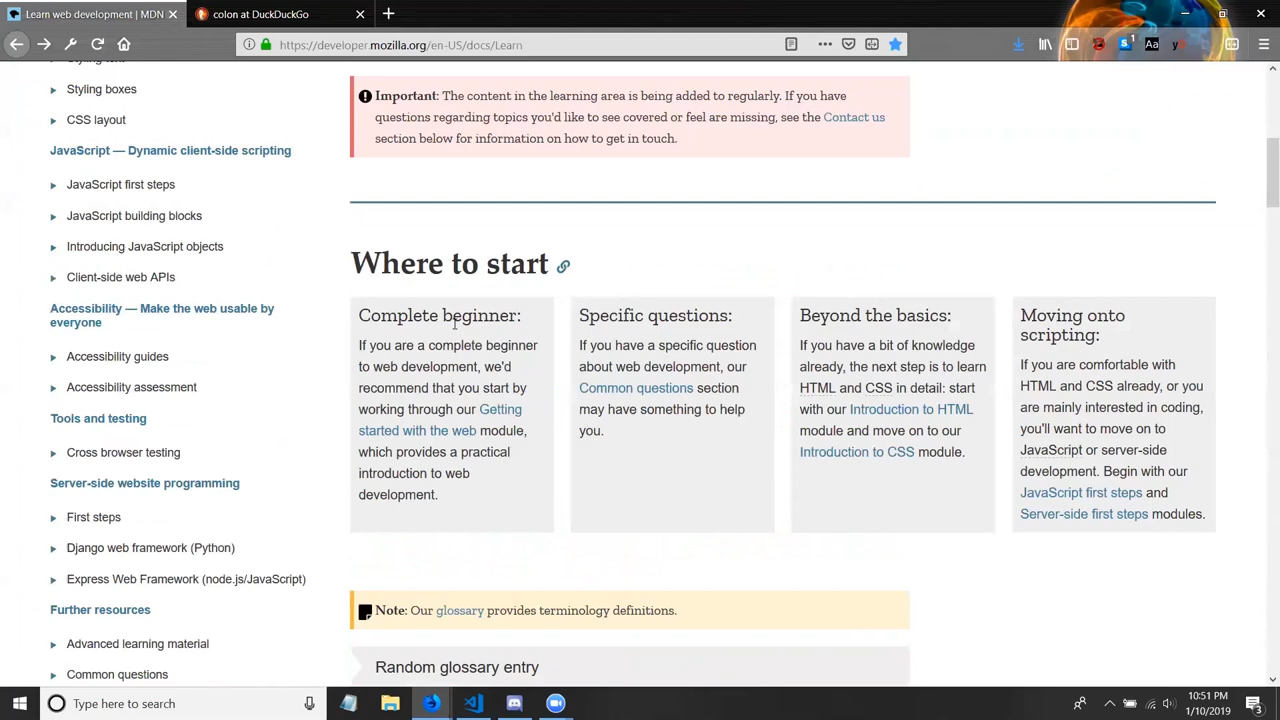 Learn web development | MDN
colon at DuckDuckGo
https://developer.mozilla.org/en-US/docs/Learn
1
Aa
Styling boxes
CSS layout
JavaScript — Dynamic client-side scripting
JavaScript first steps
JavaScript building blocks
Introducing JavaScript objects
Client-side web APIs
Accessibility — Make the web usable by
everyone
Accessibility guides
Accessibility assessment
Tools and testing
Cross browser testing
Server-side website programming
First steps
Django web framework (Python)
Express Web Framework (node.js/JavaScript)
Further resources
Advanced learning material
Common questions
Important: The content in the learning area is being added to regularly. If you have
questions regarding topics you'd like to see covered or feel are missing, see the Contact us
section below for information on how to get in touch.
Where to start
Complete beginner:
If you are a complete beginner
to web development, we'd
recommend that you start by
working through our Getting
started with the web module,
which provides a practical
introduction to web
development.
Specific questions:
If you have a specific question
about web development, our
Common questions section
may have something to help
you.
Beyond the basics:
If you have a bit of knowledge
already, the next step is to learn
HTML and CSS in detail: start
with our Introduction to HTML
module and move on to our
Introduction to CSS module.
Moving onto
scripting:
If you are comfortable with
HTML and CSS already, or you
are mainly interested in coding,
you'll want to move on to
JavaScript or server-side
development. Begin with our
JavaScript first steps and
Server-side first steps modules.
Note: Our glossary provides terminology definitions.
Random glossary entry
Type here to search
10:51 PM
1/10/2019
3